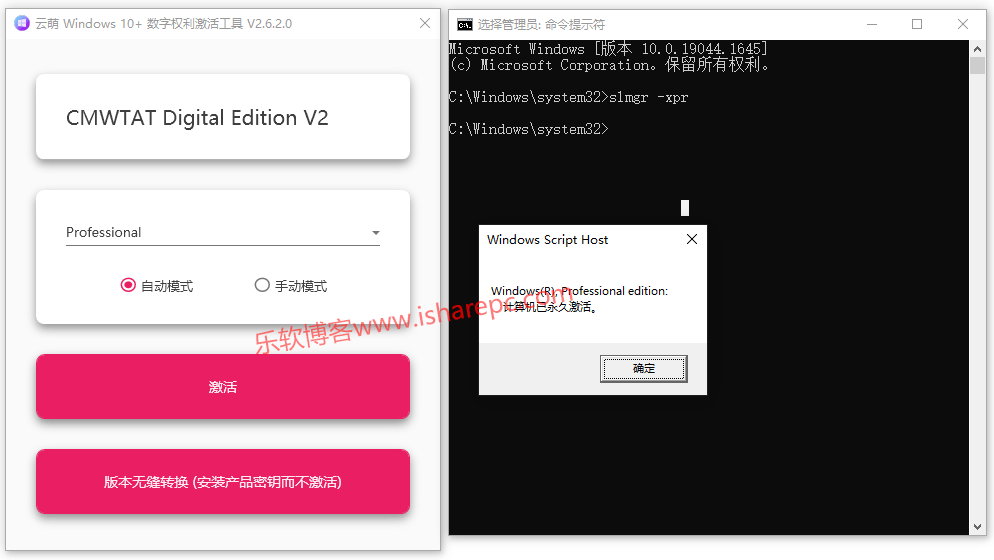 云萌 Windows 10+ 数字权利激活工具 V2.6.2.0
CMWTAT Digital Edition V2
Professional
自动模式
手动模式
激活
版本无缝转换 (安装产品密钥而不激活)
选择管理员: 命令提示符
Microsoft Windows [版本 10.0.19044.1645]
(c) Microsoft Corporation。保留所有权利。
C:\Windows\system32>slmgr -xpr
C:\Windows\system32>
Windows Script Host
Windows(R), Professional edition:
计算机已永久激活。
确定
乐软博客www.isharepc.com